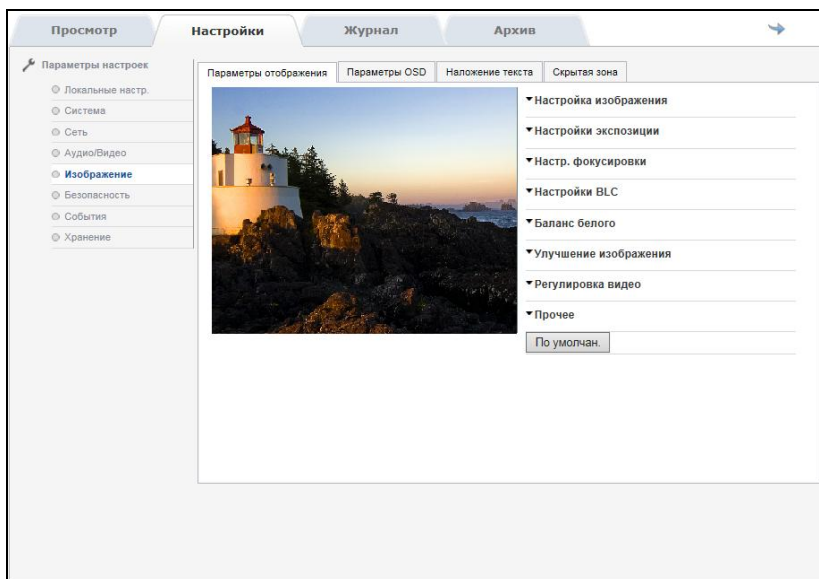 Просмотр
Настройки
Журнал
Архив
Параметры настроек
Локальные настр.
Система
Сеть
Аудио/Видео
Изображение
Безопасность
События
Хранение
Параметры отображения
Параметры OSD
Наложение текста
Скрытая зона
Настройка изображения
Настройки экспозиции
Настр. фокусировки
Настройки BLC
Баланс белого
Улучшение изображения
Регулировка видео
Прочее
По умолчан.